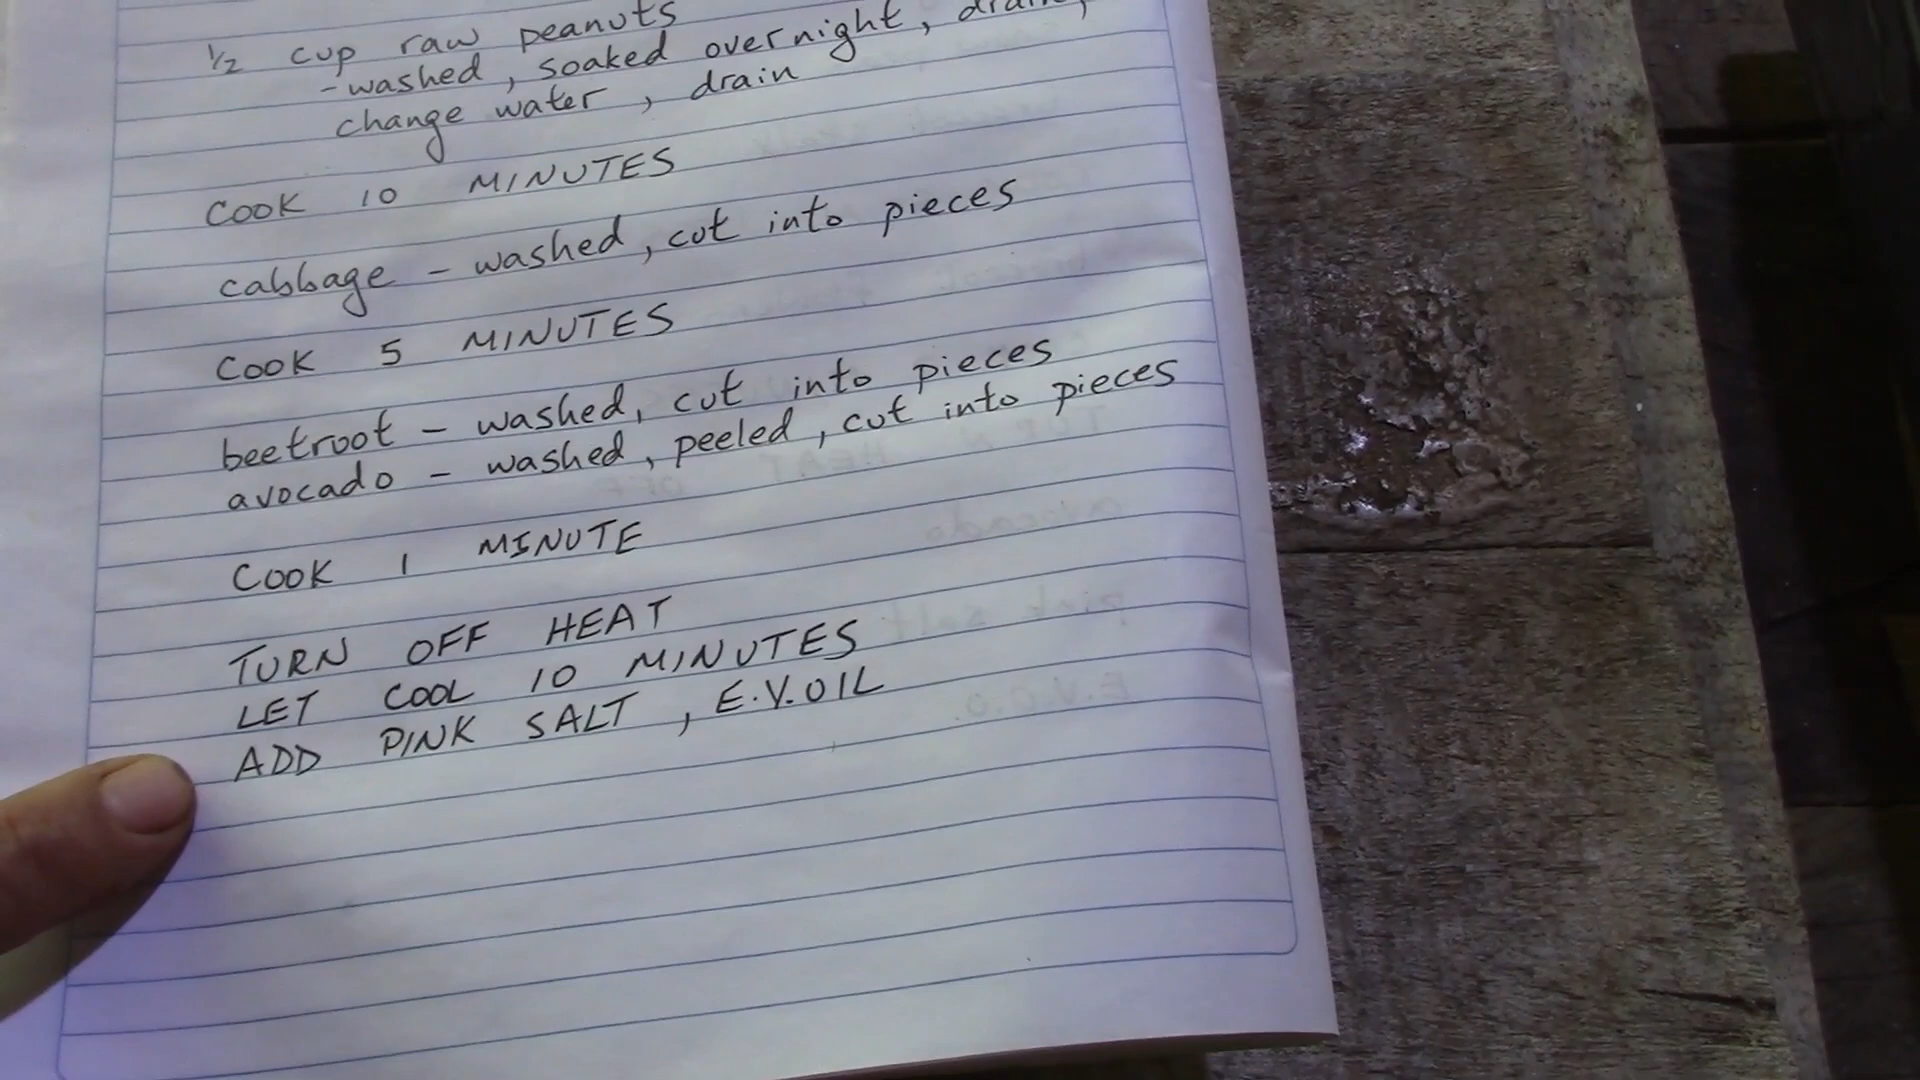 1/2 cup raw peanuts
- washed, soaked overnight, drain,
change water, drain
COOK 10 MINUTES
cabbage - washed, cut into pieces
COOK 5 MINUTES
beetroot - washed, cut into pieces
avocado - washed, peeled, cut into pieces
COOK 1 MINUTE
TURN OFF HEAT
LET COOL 10 MINUTES
ADD PINK SALT, E.V.OIL